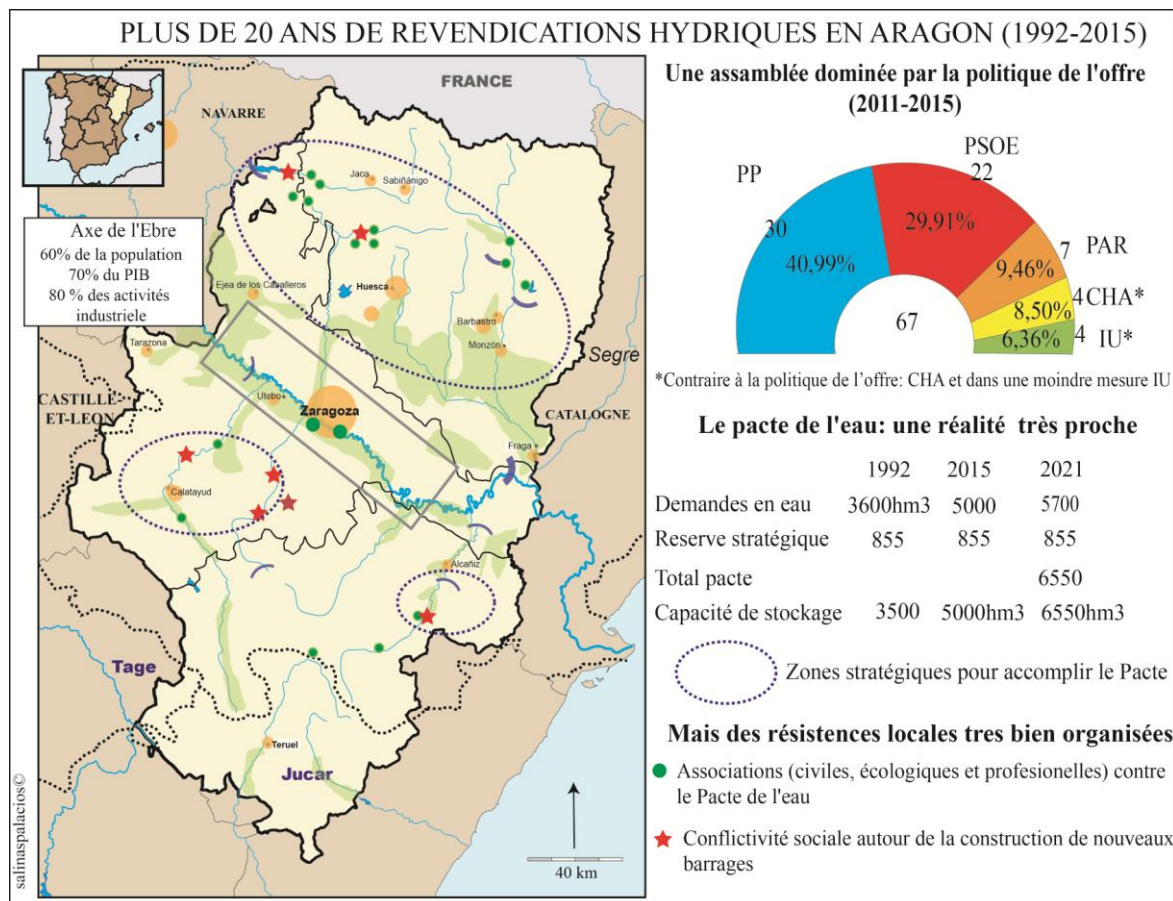 PLUS DE 20 ANS DE REVENDICATIONS HYDRIQUES EN ARAGON (1992-2015)
FRANCE
NAVARRE
Jaca
Sabiñánigo
Axe de l'Ebre
60% de la population
70% du PIB
80 % des activités
industriele
Ejea de los Caballeros
Huesca
Barbastro
Monzón
Tarazona
Segre
CASTILLE-
ET-LEON
Utebo
Zaragoza
CATALOGNE
Fraga
Calatayud
Alcañiz
Tage
Teruel
Jucar
40 km
salinaspalacios©
Une assamblée dominée par la politique de l'offre
(2011-2015)
PP
30
40,99%
PSOE
22
29,91%
PAR
7
9,46%
CHA*
4
8,50%
IU*
4
6,36%
67
*Contraire à la politique de l'offre: CHA et dans une moindre mesure IU
Le pacte de l'eau: une réalité très proche
1992 2015 2021
Demandes en eau 3600hm3 5000 5700
Reserve stratégique 855 855 855
Total pacte 6550
Capacité de stockage 3500 5000hm3 6550hm3
Zones stratégiques pour accomplir le Pacte
Mais des résistences locales tres bien organisées
Associations (civiles, écologiques et profesionelles) contre
le Pacte de l'eau
Conflictivité sociale autour de la construction de nouveaux
barrages